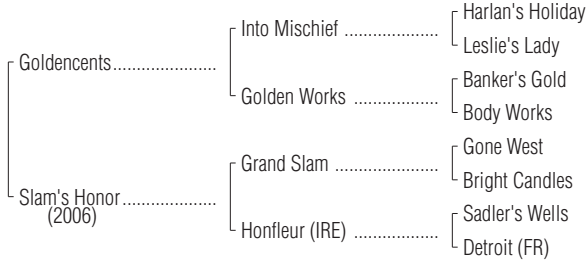 Harlan's Holiday
Into Mischief ....................
Leslie's Lady
Goldencents......................
Banker's Gold
Golden Works ..................
Body Works
Gone West
Grand Slam ......................
Bright Candles
Slam's Honor....................
(2006)
Sadler's Wells
Honfleur (IRE) ..................
Detroit (FR)